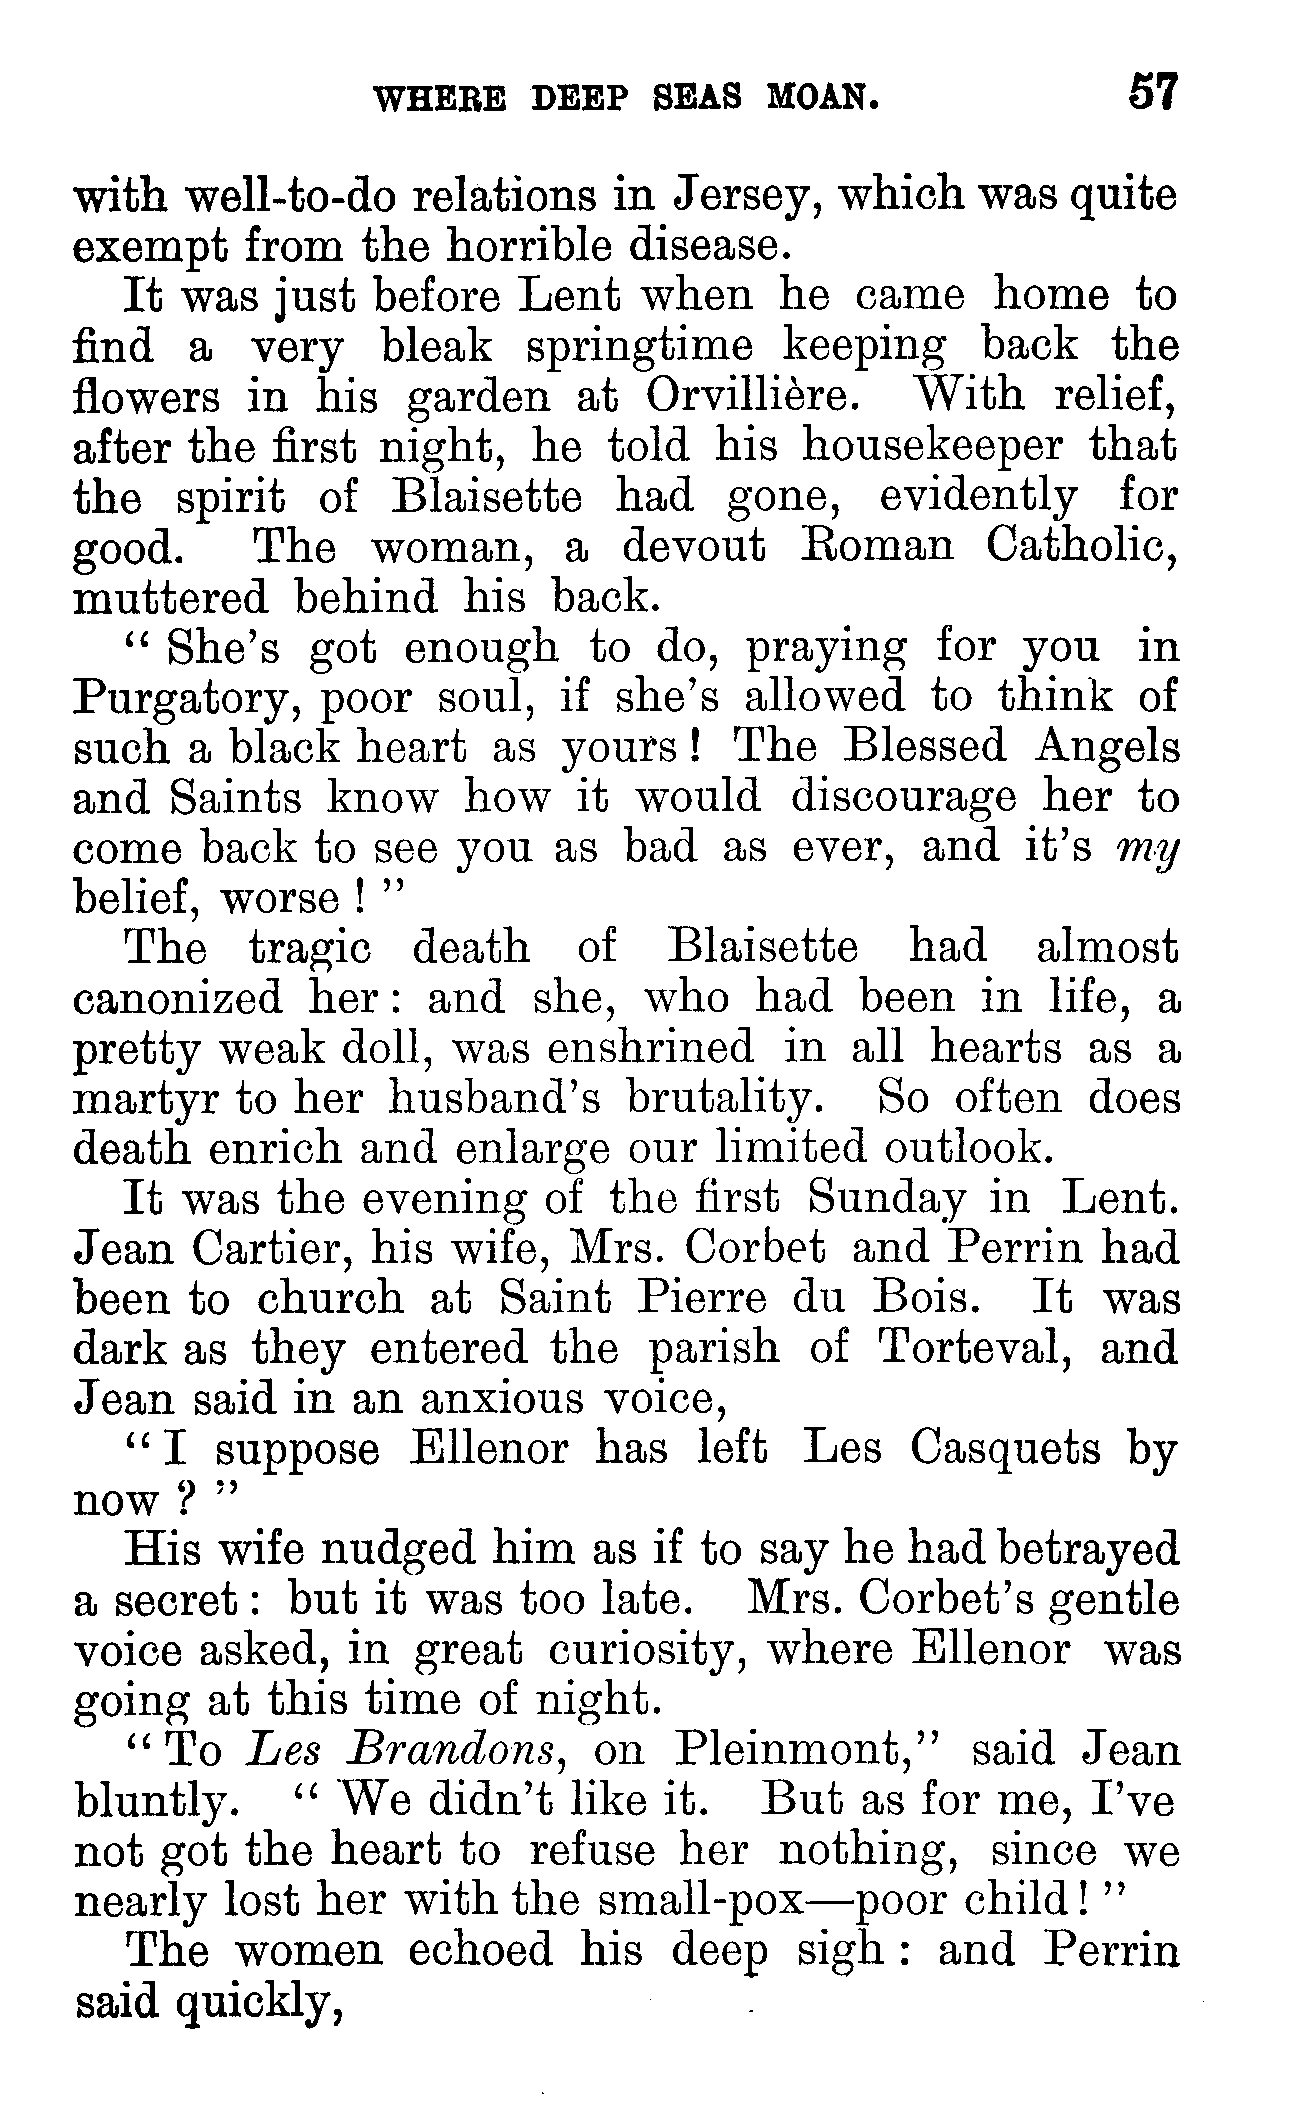 WHERE DEEP SEAS MOAN. 57
with well-to-do relations in Jersey, which was quite
exempt from the horrible disease.
It was just before Lent when he came home to
find a very bleak springtime keeping back the
flowers in his garden at Orvillière. With relief,
after the first night, he told his housekeeper that
the spirit of Blaisette had gone, evidently for
good. The woman, a devout Roman Catholic,
muttered behind his back.
“ She’s got enough to do, praying for you in
Purgatory, poor soul, if she’s allowed to think of
such a black heart as yours ! The Blessed Angels
and Saints know how it would discourage her to
come back to see you as bad as ever, and it’s my
belief, worse ! ”
The tragic death of Blaisette had almost
canonized her : and she, who had been in life, a
pretty weak doll, was enshrined in all hearts as a
martyr to her husband’s brutality. So often does
death enrich and enlarge our limited outlook.
It was the evening of the first Sunday in Lent.
Jean Cartier, his wife, Mrs. Corbet and Perrin had
been to church at Saint Pierre du Bois. It was
dark as they entered the parish of Torteval, and
Jean said in an anxious voice,
“ I suppose Ellenor has left Les Casquets by
now ? ”
His wife nudged him as if to say he had betrayed
a secret : but it was too late. Mrs. Corbet’s gentle
voice asked, in great curiosity, where Ellenor was
going at this time of night.
“ To Les Brandons, on Pleinmont,” said Jean
bluntly. “ We didn’t like it. But as for me, I’ve
not got the heart to refuse her nothing, since we
nearly lost her with the small-pox—poor child ! ”
The women echoed his deep sigh : and Perrin
said quickly,